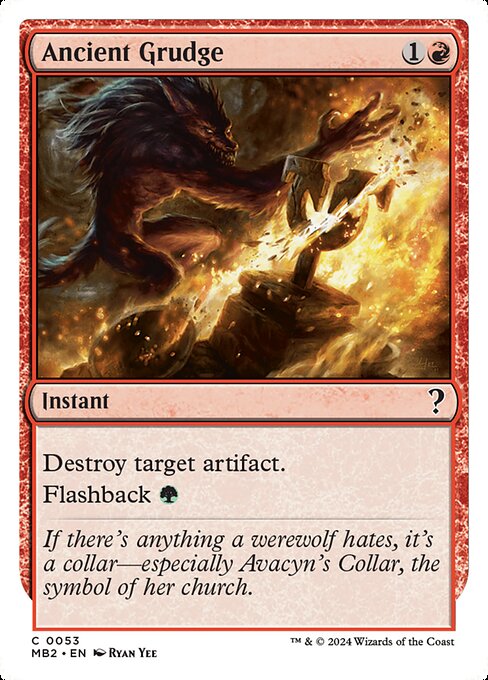 Ancient Grudge 1
Instant ?
Destroy target artifact.
Flashback
If there's anything a werewolf hates, it's
a collar—especially Avacyn's Collar, the
symbol of her church.
C 0053 ™ & © 2024 Wizards of the Coast
MB2 • EN Ryan Yee